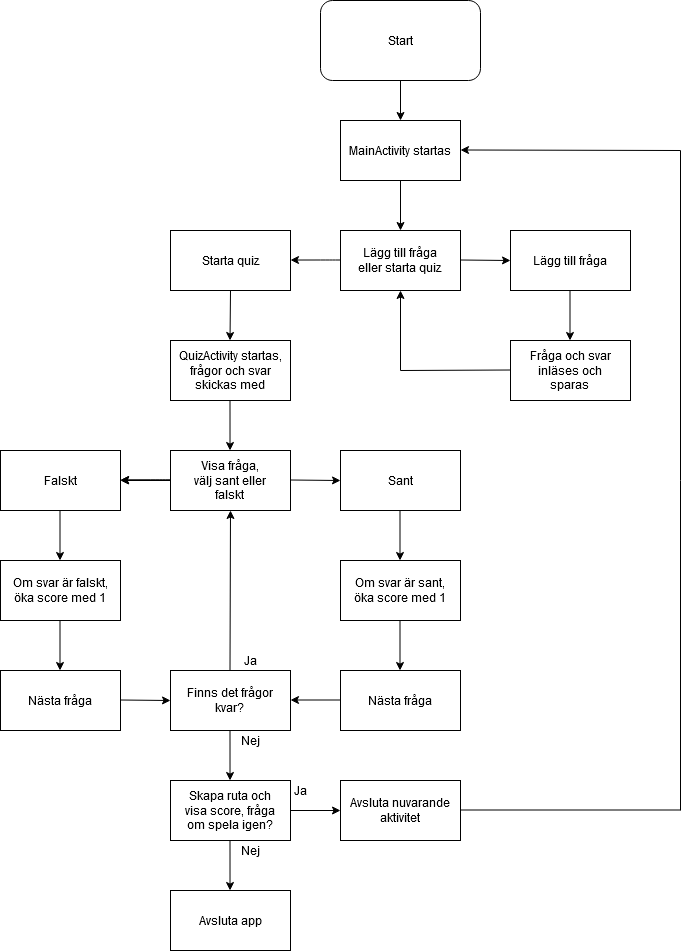 Start
MainActivity startas
Starta quiz
Lägg till fråga
eller starta quiz
Lägg till fråga
QuizActivity startas,
frågor och svar
skickas med
Fråga och svar
inläses och
sparas
Falskt
Visa fråga,
välj sant eller
falskt
Sant
Om svar är falskt,
öka score med 1
Om svar är sant,
öka score med 1
Ja
Nästa fråga
Finns det frågor
kvar?
Nästa fråga
Nej
Skapa ruta och
visa score, fråga
om spela igen?
Ja
Avsluta nuvarande
aktivitet
Nej
Avsluta app